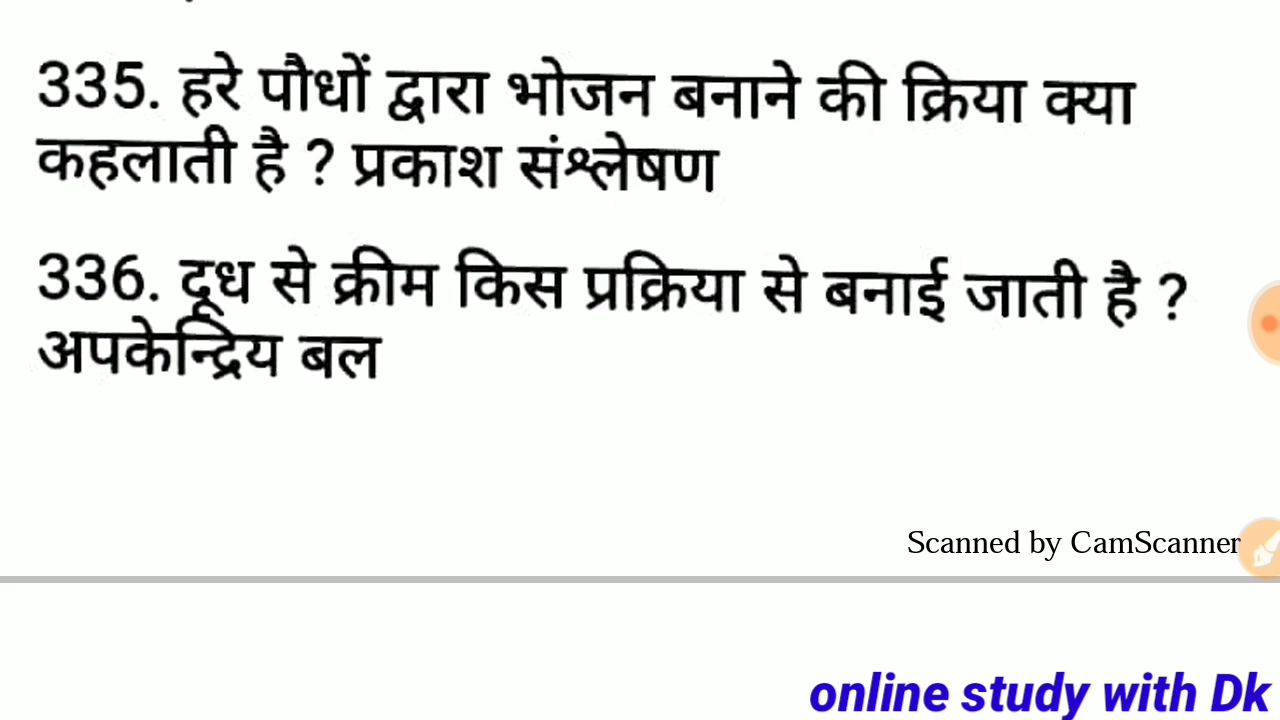 335. हरे पौधों द्वारा भोजन बनाने की क्रिया क्या
कहलाती है ? प्रकाश संश्लेषण
336. दूध से क्रीम किस प्रक्रिया से बनाई जाती है ?
अपकेन्द्रिय बल
Scanned by CamScanner
online study with Dk